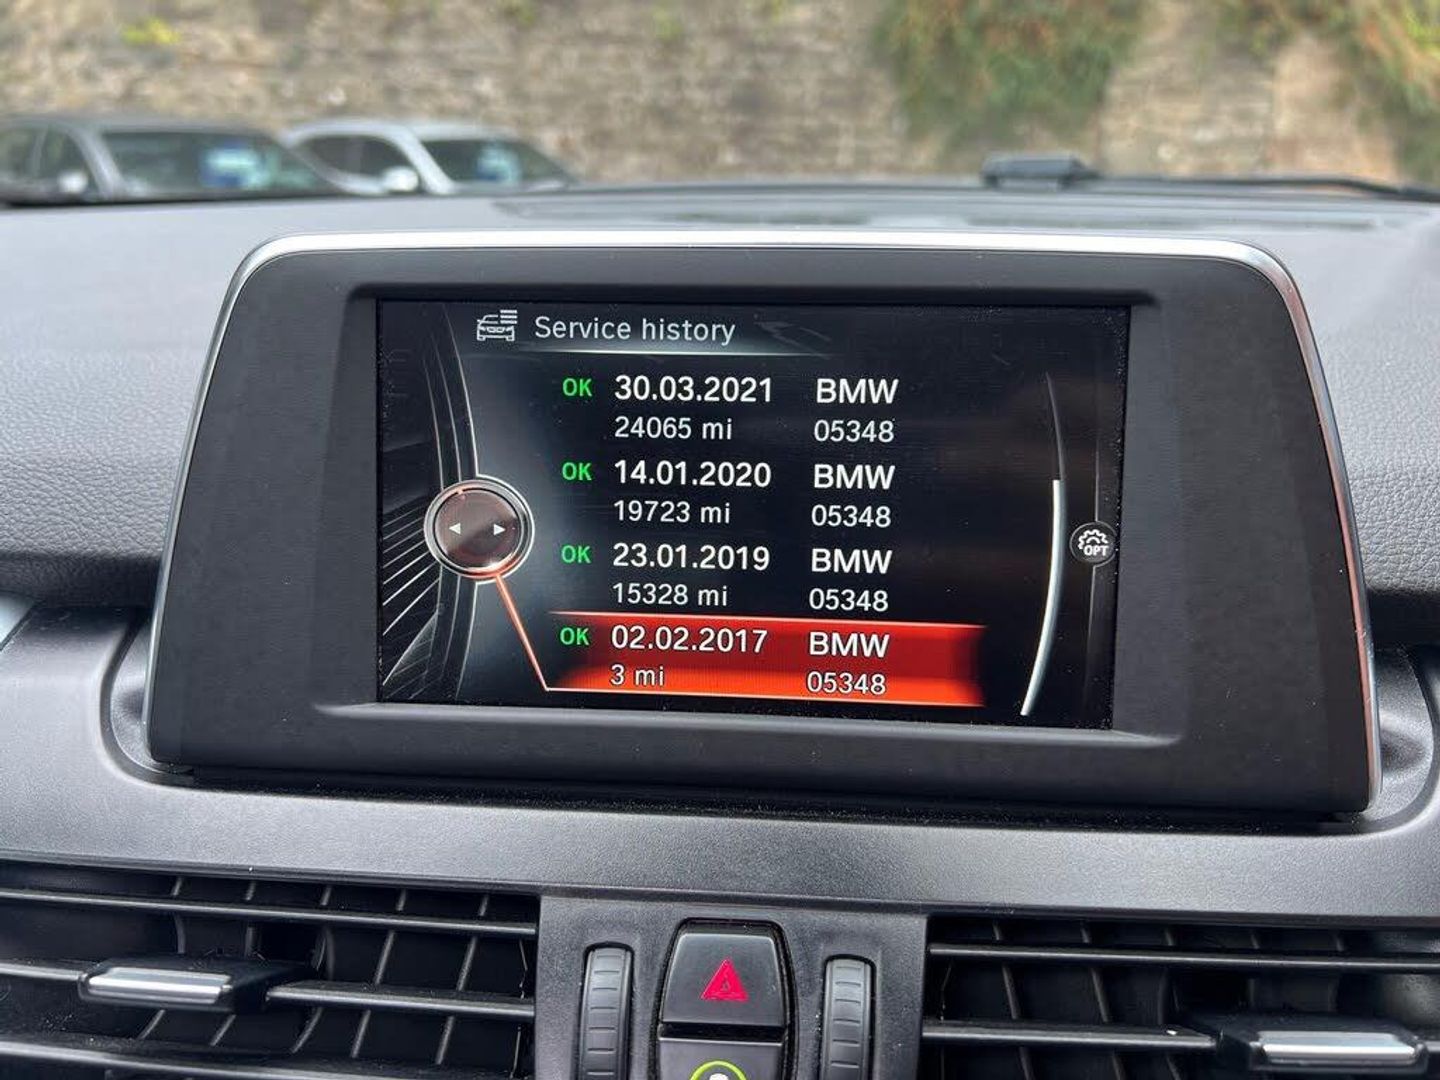 Service history
OK 30.03.2021 BMW
24065 mi 05348
OK 14.01.2020 BMW
19723 mi 05348
OK 23.01.2019 BMW
15328 mi 05348
OPT
OK 02.02.2017 BMW
3 mi 05348